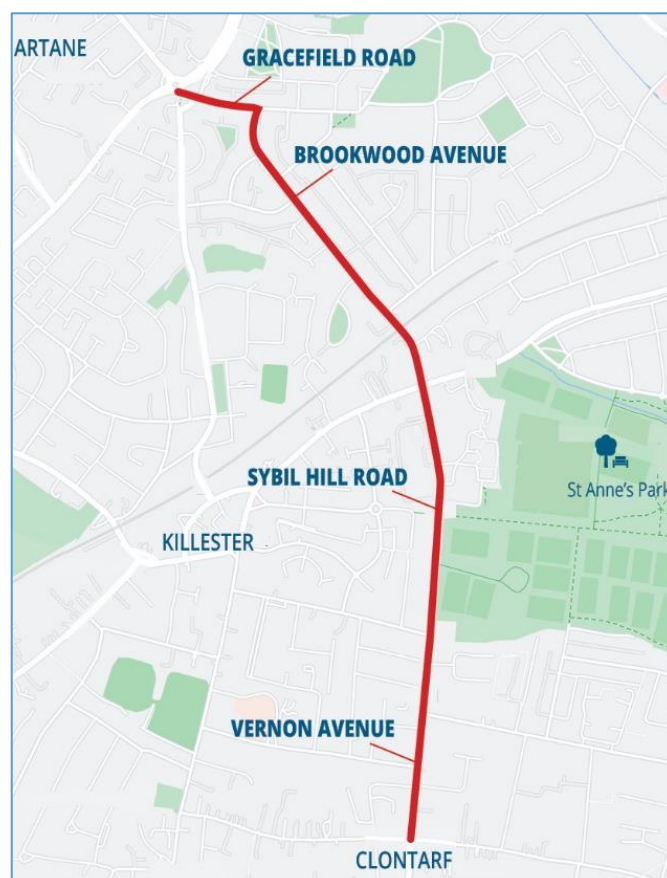 ARTANE
GRACEFIELD ROAD
BROOKWOOD AVENUE
SYBIL HILL ROAD
St Anne's Park
KILLESTER
VERNON AVENUE
CLONTARF